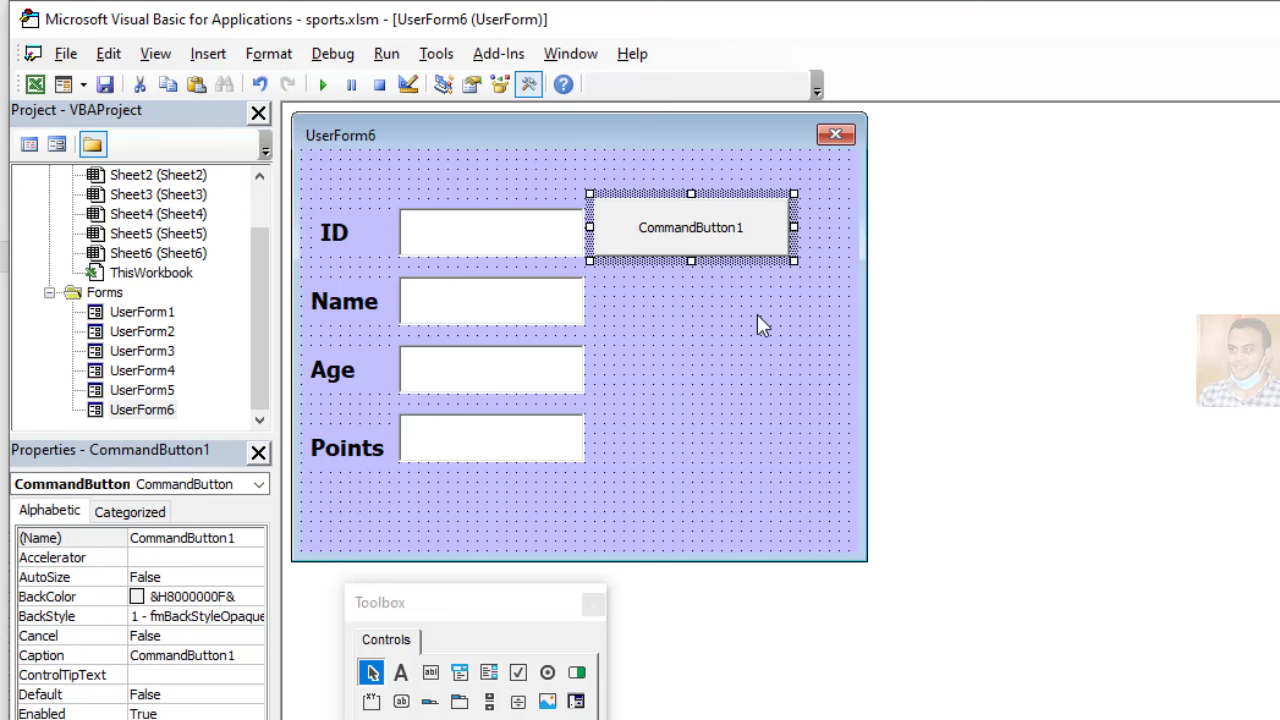 Microsoft Visual Basic for Applications - sports.xlsm - [UserForm6 (UserForm)]
File Edit View Insert Format Debug Run Tools Add-Ins Window Help
Project - VBAProject
Sheet2 (Sheet2)
Sheet3 (Sheet3)
Sheet4 (Sheet4)
Sheet5 (Sheet5)
Sheet6 (Sheet6)
ThisWorkbook
Forms
UserForm1
UserForm2
UserForm3
UserForm4
UserForm5
UserForm6
Properties - CommandButton1
CommandButton1 CommandButton
Alphabetic Categorized
(Name) CommandButton1
Accelerator
AutoSize False
BackColor &H8000000F&
BackStyle 1 - fmBackStyleOpaque
Cancel False
Caption CommandButton1
ControlTipText
Default False
Enabled True
UserForm6
ID
CommandButton1
Name
Age
Points
Toolbox
Controls